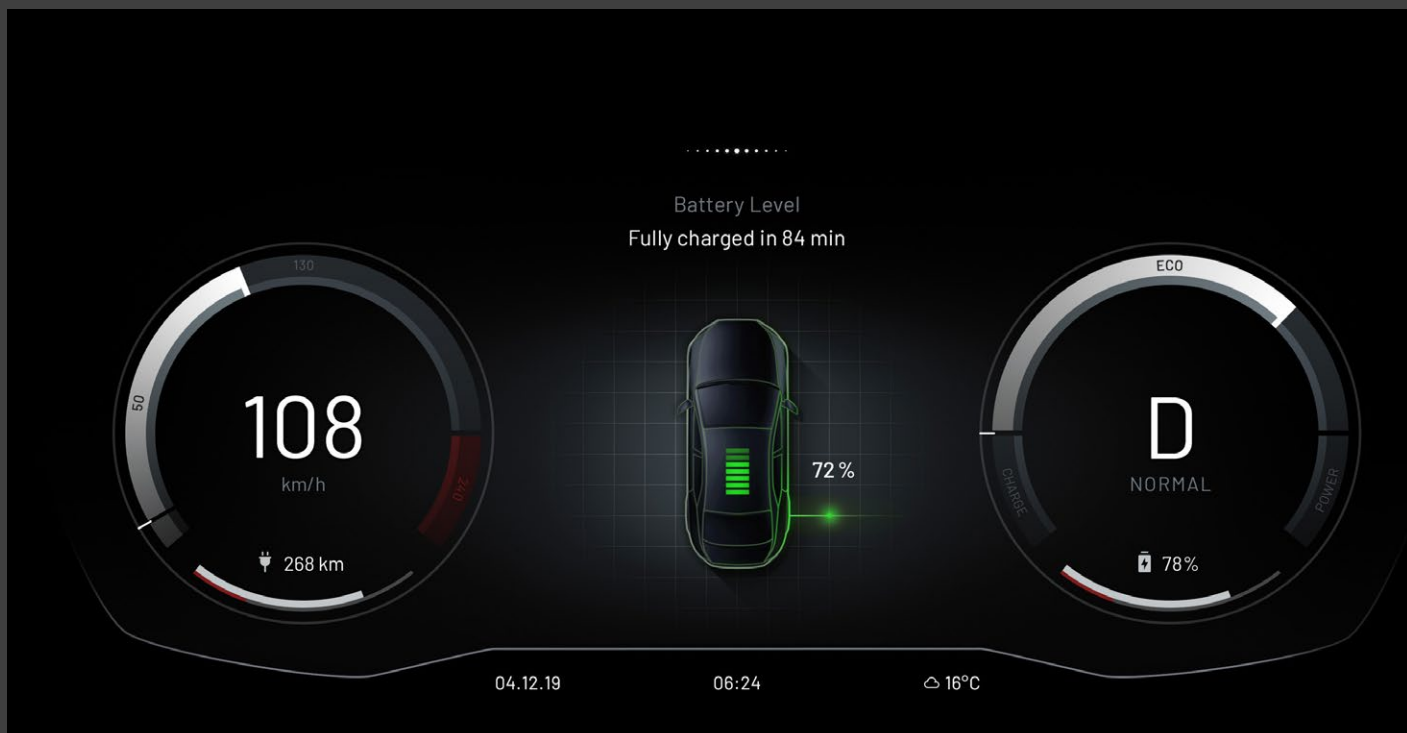 Battery Level
Fully charged in 84 min
130
50
240
108
km/h
268 km
72%
ECO
CHARGE
POWER
D
NORMAL
78%
04.12.19
06:24
16°C